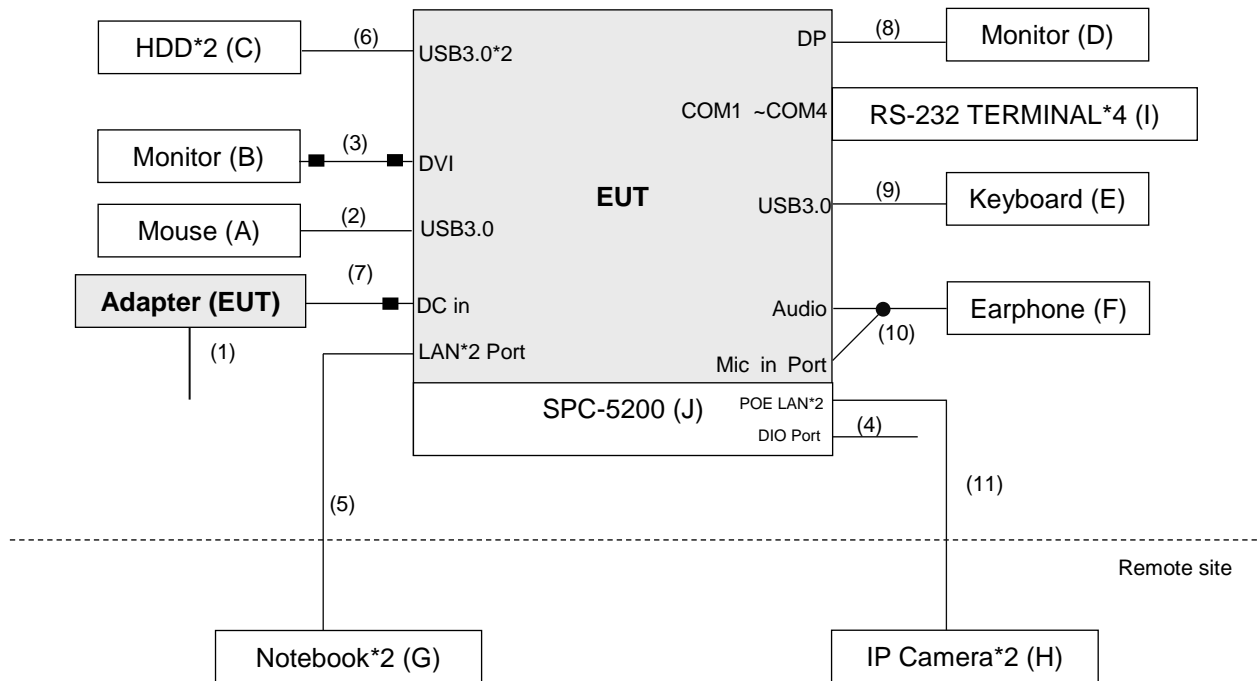 HDD*2 (C)
(6)
USB3.0*2
DP
(8)
Monitor (D)
COM1 ~COM4
RS-232 TERMINAL*4 (I)
Monitor (B)
(3)
DVI
EUT
USB3.0
(9)
Keyboard (E)
Mouse (A)
(2)
USB3.0
Adapter (EUT)
(7)
DC in
Audio
Earphone (F)
(10)
(1)
LAN*2 Port
Mic in Port
SPC-5200 (J)
POE LAN*2
DIO Port
(4)
(5)
(11)
Remote site
Notebook*2 (G)
IP Camera*2 (H)